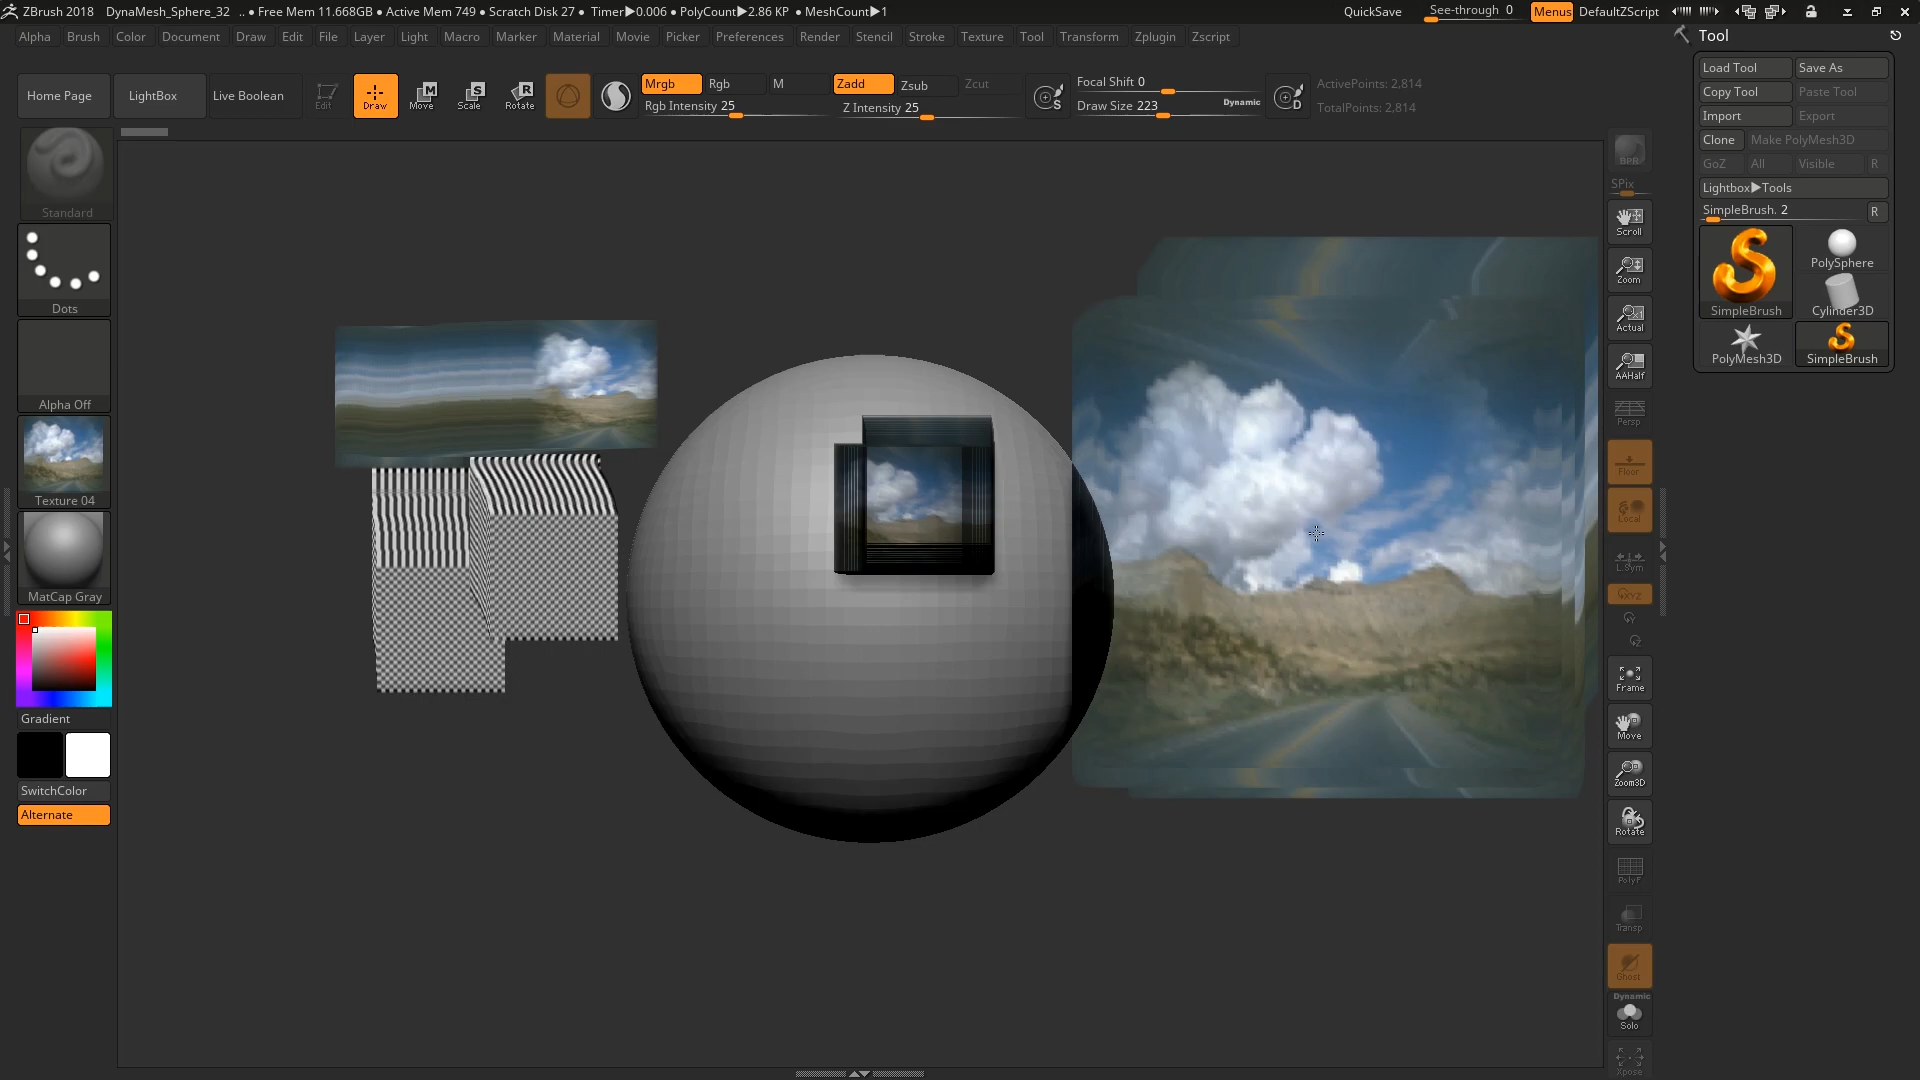 ZBrush 2018 DynaMesh_Sphere_32 .. • Free Mem 11.668GB • Active Mem 749 • Scratch Disk 27 • Timer▶0.006 • PolyCount▶2.86 KP • MeshCount▶1 QuickSave See-through 0 Menus DefaultZScript
Alpha Brush Color Document Draw Edit File Layer Light Macro Marker Material Movie Picker Preferences Render Stencil Stroke Texture Tool Transform Zplugin Zscript
Tool
Load Tool Save As
Copy Tool Paste Tool
Import Export
Clone Make PolyMesh3D
GoZ All Visible R
Lightbox▶Tools
SimpleBrush. 2 R
SimpleBrush
PolySphere
Cylinder3D
PolyMesh3D
SimpleBrush
Home Page LightBox Live Boolean
Edit Draw Move Scale Rotate
Mrgb Rgb M
Rgb Intensity 25
Zadd Zsub Zcut
Z Intensity 25
S
Focal Shift 0
Draw Size 223 Dynamic
D
ActivePoints: 2,814
TotalPoints: 2,814
Standard
Dots
Alpha Off
Texture 04
MatCap Gray
Gradient
SwitchColor
Alternate
BPR
SPix
Scroll
Zoom
Actual
AAHalf
Persp
Floor
Local
L.Sym
XYZ
Frame
Move
Zoom3D
Rotate
PolyF
Transp
Ghost
Dynamic
Solo
Xpose